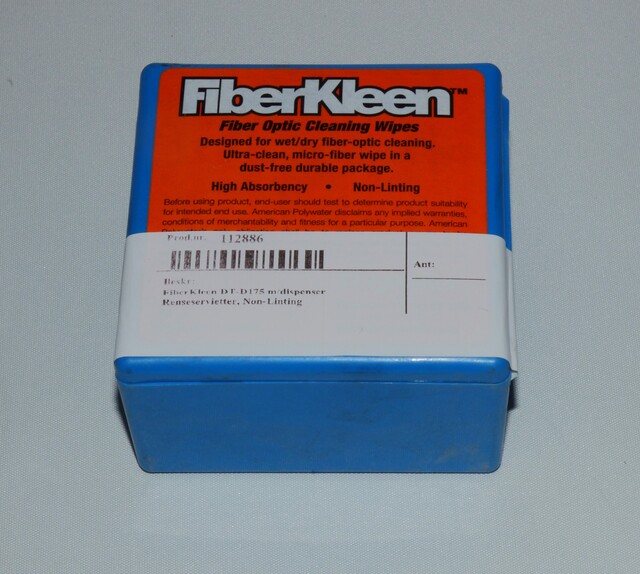 FiberKleen™
Fiber Optic Cleaning Wipes
Designed for wet/dry fiber-optic cleaning.
Ultra-clean, micro-fiber wipe in a
dust-free durable package.
High Absorbency • Non-Linting
Before using product, end-user should test to determine product suitability
for intended end use. American Polywater disclaims any implied warranties,
conditions of merchantability and fitness for a particular purpose. American
Prod.nr. 112886
Ant:
Beskr:
FiberKleen DT-D175 m/dispenser
Renseservietter, Non-Linting